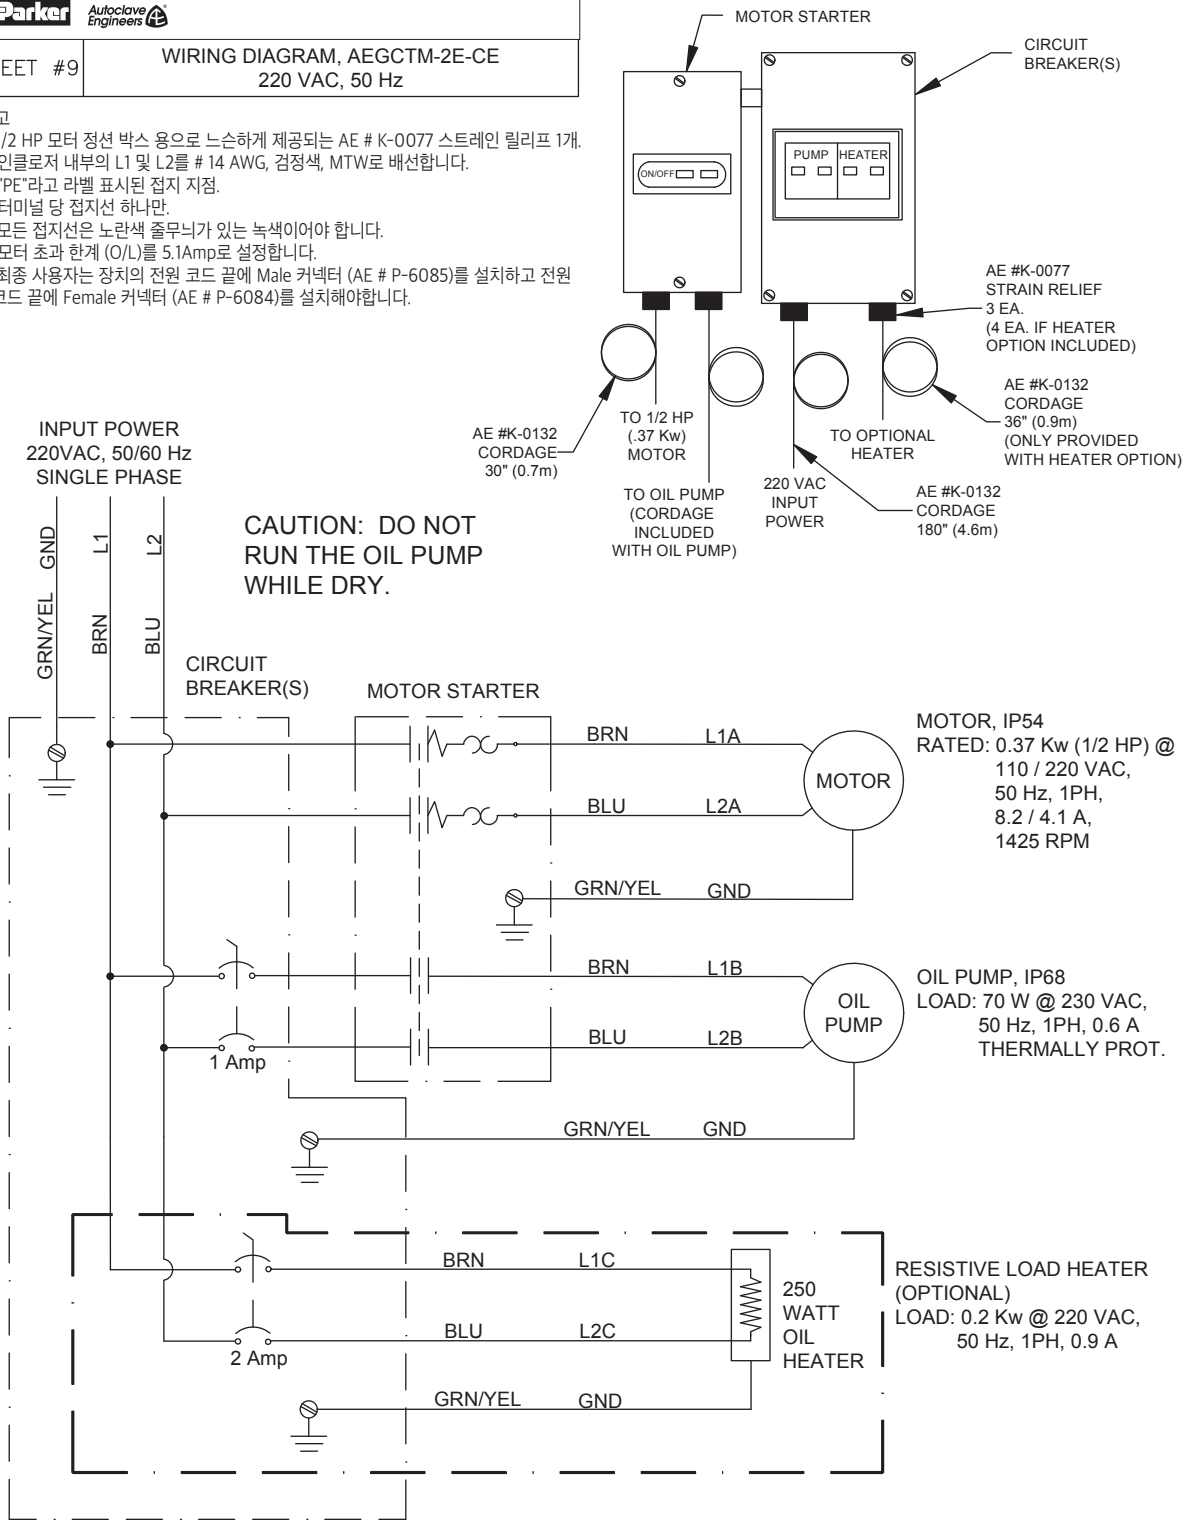 Parker Autoclave Engineers
EET #9
WIRING DIAGRAM, AEGCTM-2E-CE
220 VAC, 50 Hz
고
/2 HP 모터 정션 박스 용으로 느슨하게 제공되는 AE # K-0077 스트레인 릴리프 1개.
인클로저 내부의 L1 및 L2를 # 14 AWG, 검정색, MTW로 배선합니다.
"PE"라고 라벨 표시된 접지 지점.
터미널 당 접지선 하나만.
모든 접지선은 노란색 줄무늬가 있는 녹색이어야 합니다.
모터 초과 한계 (O/L)를 5.1Amp로 설정합니다.
최종 사용자는 장치의 전원 코드 끝에 Male 커넥터 (AE # P-6085)를 설치하고 전원
코드 끝에 Female 커넥터 (AE # P-6084)를 설치해야합니다.
MOTOR STARTER
CIRCUIT
BREAKER(S)
ON/OFF
PUMP
HEATER
AE #K-0077
STRAIN RELIEF
3 EA.
(4 EA. IF HEATER
OPTION INCLUDED)
AE #K-0132
CORDAGE
36" (0.9m)
(ONLY PROVIDED
WITH HEATER OPTION)
AE #K-0132
CORDAGE
30" (0.7m)
TO 1/2 HP
(.37 Kw)
MOTOR
TO OIL PUMP
(CORDAGE
INCLUDED
WITH OIL PUMP)
220 VAC
INPUT
POWER
TO OPTIONAL
HEATER
AE #K-0132
CORDAGE
180" (4.6m)
INPUT POWER
220VAC, 50/60 Hz
SINGLE PHASE
GRN/YEL GND
BRN L1
BLU L2
CAUTION: DO NOT
RUN THE OIL PUMP
WHILE DRY.
CIRCUIT
BREAKER(S)
MOTOR STARTER
BRN L1A
BLU L2A
GRN/YEL GND
MOTOR
MOTOR, IP54
RATED: 0.37 Kw (1/2 HP) @
110 / 220 VAC,
50 Hz, 1PH,
8.2 / 4.1 A,
1425 RPM
1 Amp
BRN L1B
BLU L2B
GRN/YEL GND
OIL
PUMP
OIL PUMP, IP68
LOAD: 70 W @ 230 VAC,
50 Hz, 1PH, 0.6 A
THERMALLY PROT.
2 Amp
BRN L1C
BLU L2C
GRN/YEL GND
250
WATT
OIL
HEATER
RESISTIVE LOAD HEATER
(OPTIONAL)
LOAD: 0.2 Kw @ 220 VAC,
50 Hz, 1PH, 0.9 A